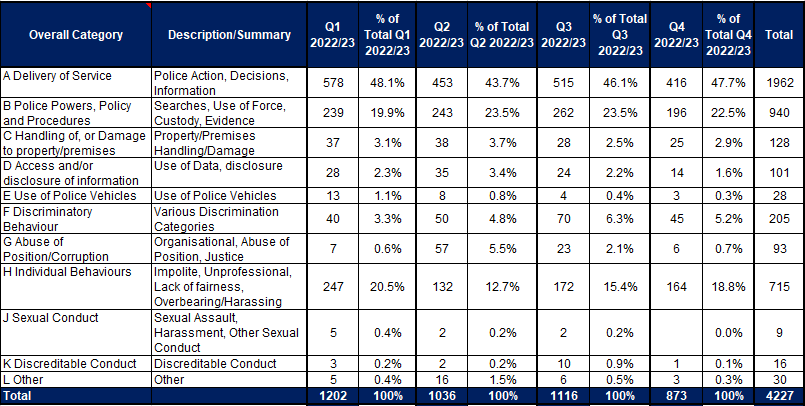 Overall Category Description/Summary Q1 2022/23 % of Total Q1 2022/23 Q2 2022/23 % of Total Q2 2022/23 Q3 2022/23 % of Total Q3 2022/23 Q4 2022/23 % of Total Q4 2022/23 Total
A Delivery of Service Police Action, Decisions, Information 578 48.1% 453 43.7% 515 46.1% 416 47.7% 1962
B Police Powers, Policy and Procedures Searches, Use of Force, Custody, Evidence 239 19.9% 243 23.5% 262 23.5% 196 22.5% 940
C Handling of, or Damage to property/premises Property/Premises Handling/Damage 37 3.1% 38 3.7% 28 2.5% 25 2.9% 128
D Access and/or disclosure of information Use of Data, disclosure 28 2.3% 35 3.4% 24 2.2% 14 1.6% 101
E Use of Police Vehicles Use of Police Vehicles 13 1.1% 8 0.8% 4 0.4% 3 0.3% 28
F Discriminatory Behaviour Various Discrimination Categories 40 3.3% 50 4.8% 70 6.3% 45 5.2% 205
G Abuse of Position/Corruption Organisational, Abuse of Position, Justice 7 0.6% 57 5.5% 23 2.1% 6 0.7% 93
H Individual Behaviours Impolite, Unprofessional, Lack of fairness, Overbearing/Harassing 247 20.5% 132 12.7% 172 15.4% 164 18.8% 715
J Sexual Conduct Sexual Assault, Harassment, Other Sexual Conduct 5 0.4% 2 0.2% 2 0.2% 0.0% 9
K Discreditable Conduct Discreditable Conduct 3 0.2% 2 0.2% 10 0.9% 1 0.1% 16
L Other Other 5 0.4% 16 1.5% 6 0.5% 3 0.3% 30
Total 1202 100% 1036 100% 1116 100% 873 100% 4227